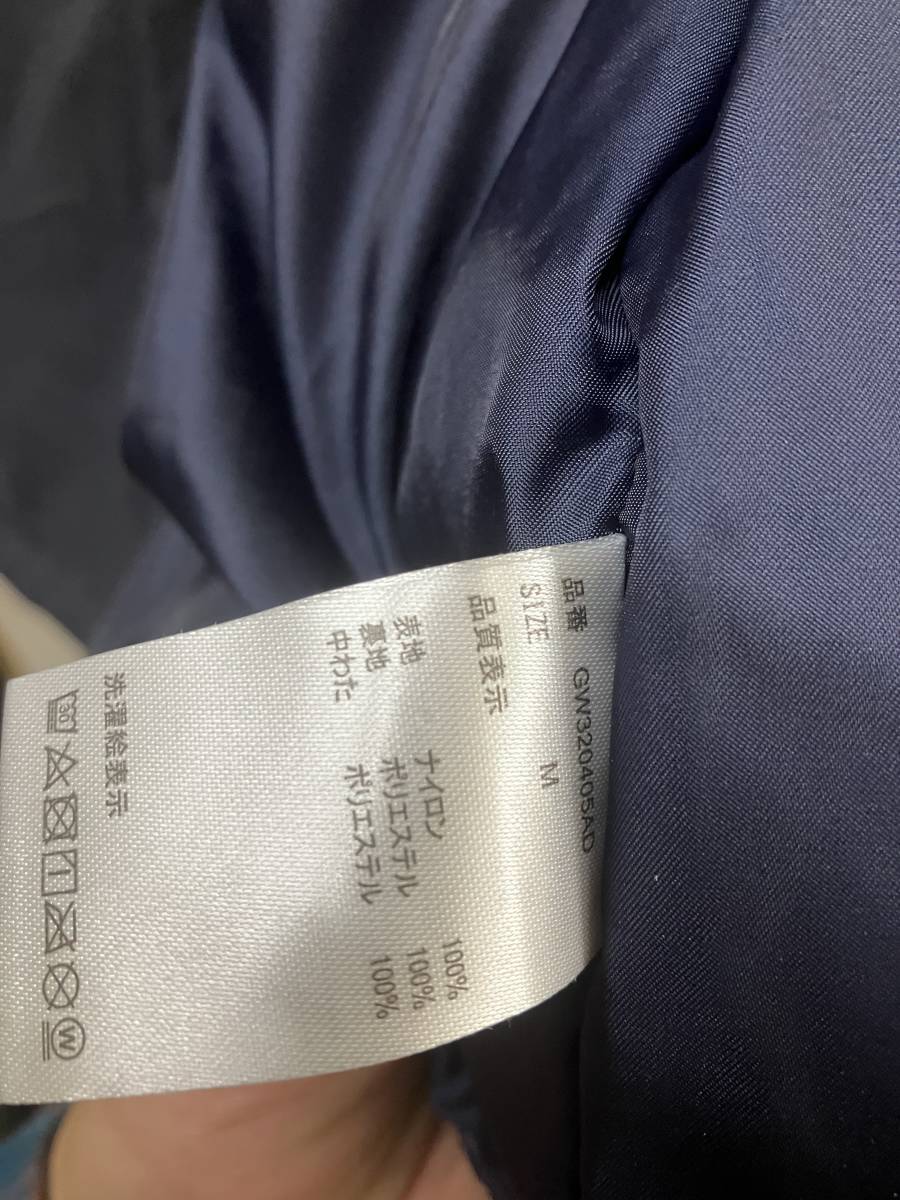 品番 GW320405AD
SIZE M
品質表示
表地 ナイロン 100%
裏地 ポリエステル 100%
中わた ポリエステル 100%
洗濯絵表示
30
W